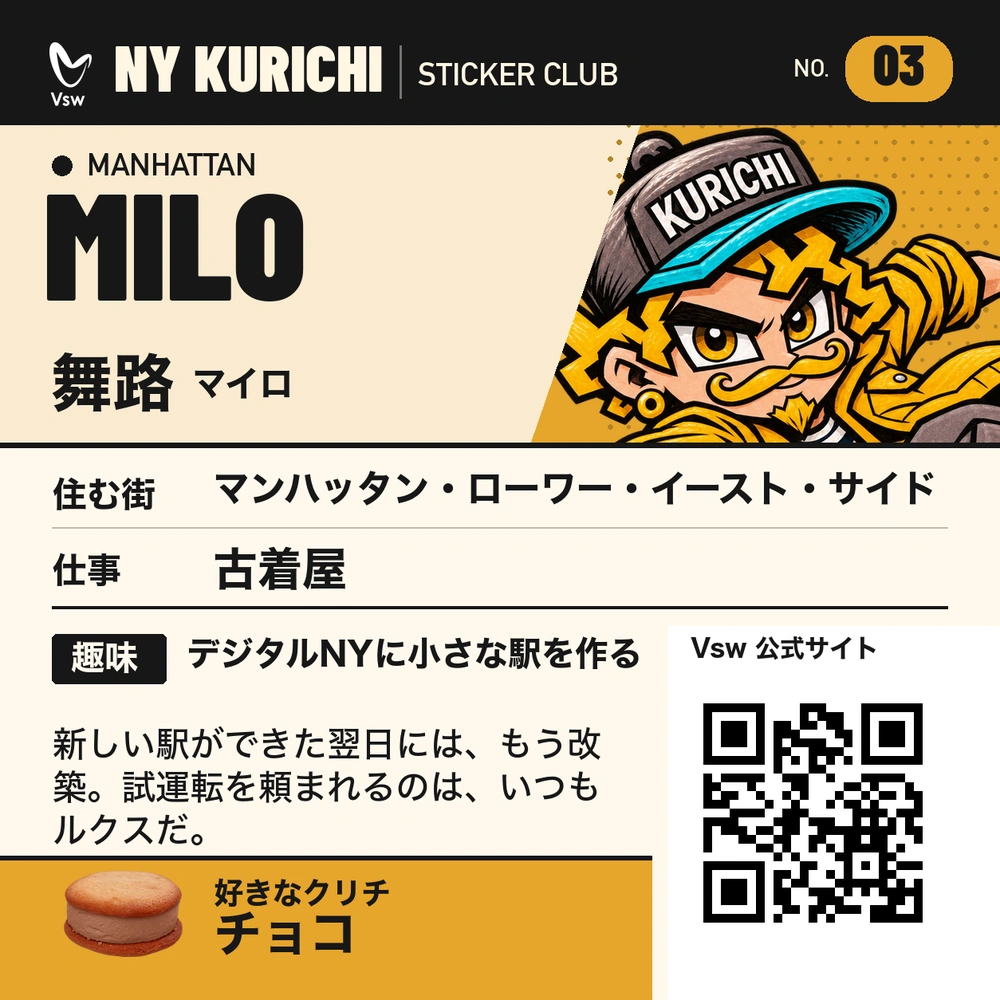 Vsw
NY KURICHI
STICKER CLUB
NO. 03
MANHATTAN
MILO
舞路 マイロ
KURICHI
住む街 マンハッタン・ローワー・イースト・サイド
仕事 古着屋
趣味 デジタルNYに小さな駅を作る
新しい駅ができた翌日には、もう改
築。試運転を頼まれるのは、いつも
ルクスだ。
好きなクリチ
チョコ
Vsw 公式サイト